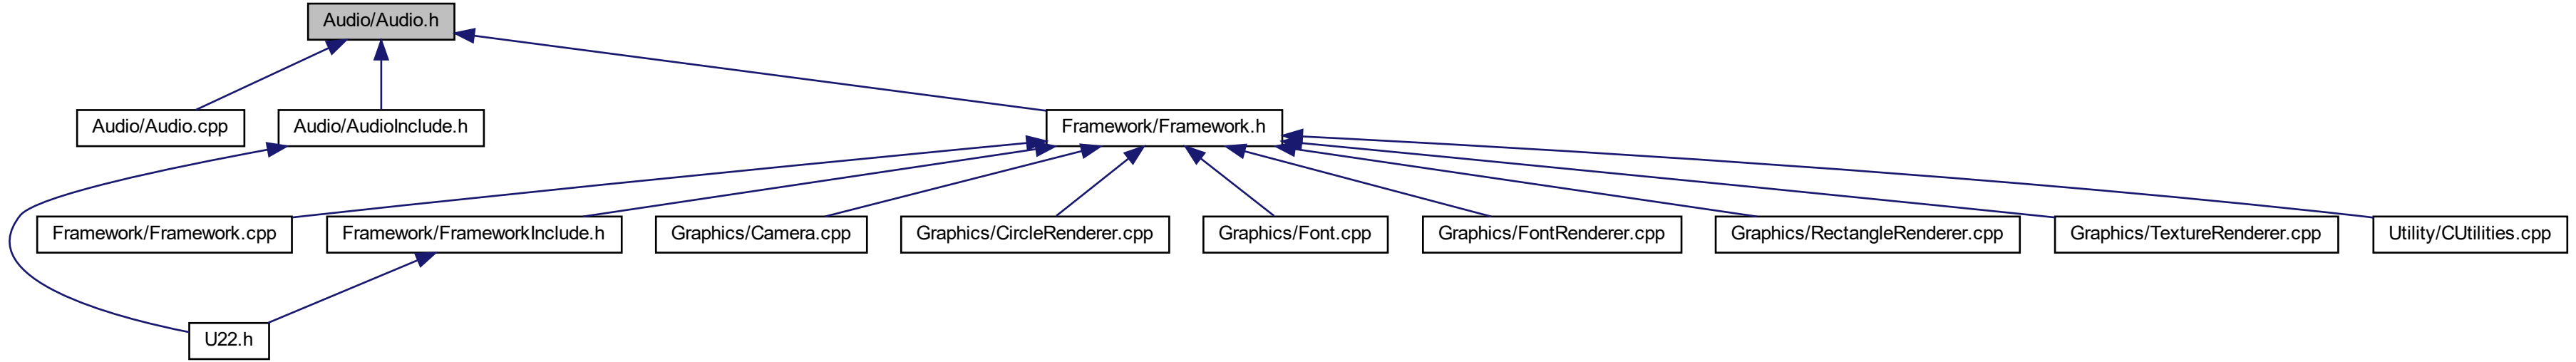 Audio/Audio.h
Audio/Audio.cpp
Audio/AudioInclude.h
Framework/Framework.h
Framework/Framework.cpp
Framework/FrameworkInclude.h
Graphics/Camera.cpp
Graphics/CircleRenderer.cpp
Graphics/Font.cpp
Graphics/FontRenderer.cpp
Graphics/RectangleRenderer.cpp
Graphics/TextureRenderer.cpp
Utility/CUtilities.cpp
U22.h